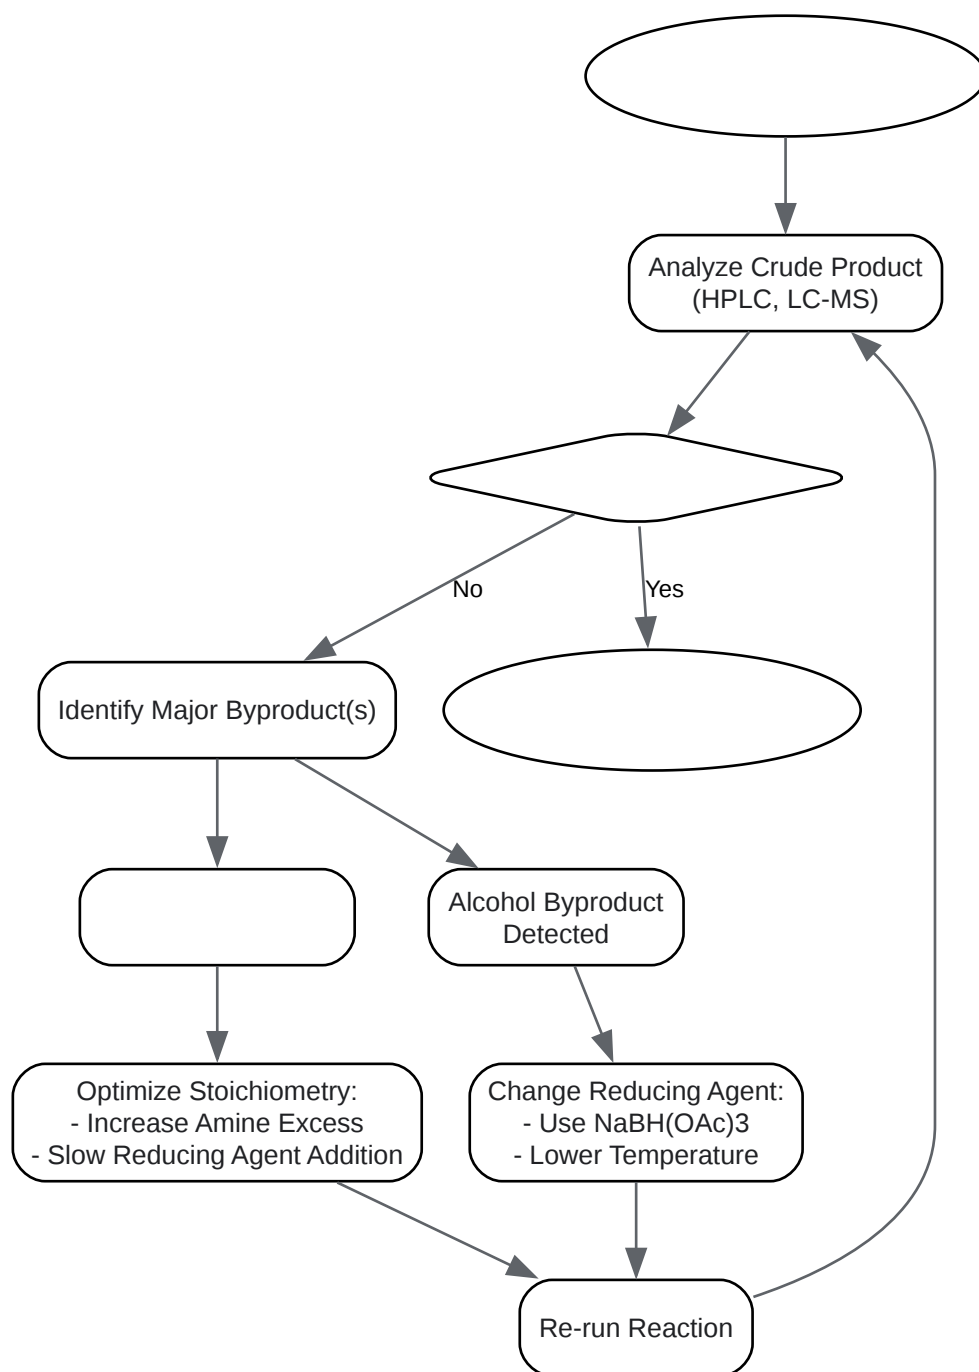 Analyze Crude Product
(HPLC, LC-MS)
No
Yes
Identify Major Byproduct(s)
Alcohol Byproduct
Detected
Optimize Stoichiometry:
- Increase Amine Excess
- Slow Reducing Agent Addition
Change Reducing Agent:
- Use NaBH(OAc)3
- Lower Temperature
Re-run Reaction